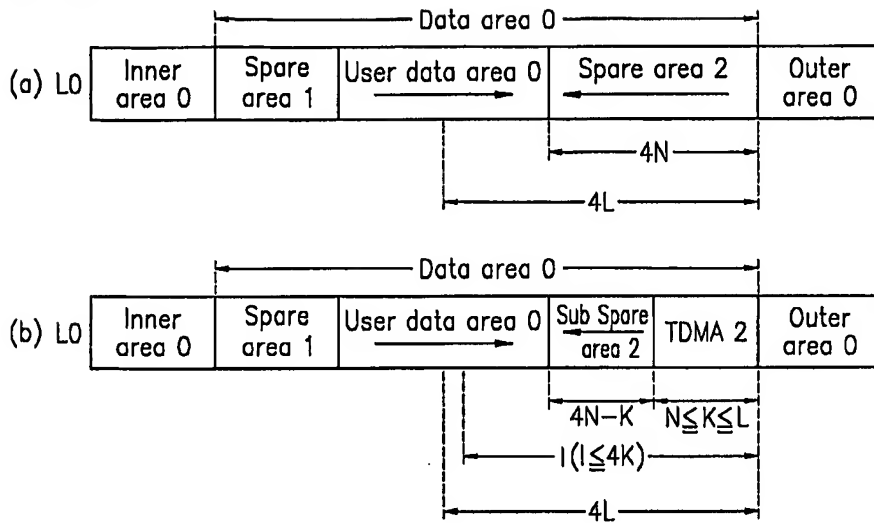 Data area 0
(a) L0 Inner area 0 Spare area 1 User data area 0 Spare area 2 Outer area 0
4N
4L
Data area 0
(b) L0 Inner area 0 Spare area 1 User data area 0 Sub Spare area 2 TDMA 2 Outer area 0
4N-K N≦K≦L
I(I≦4K)
4L